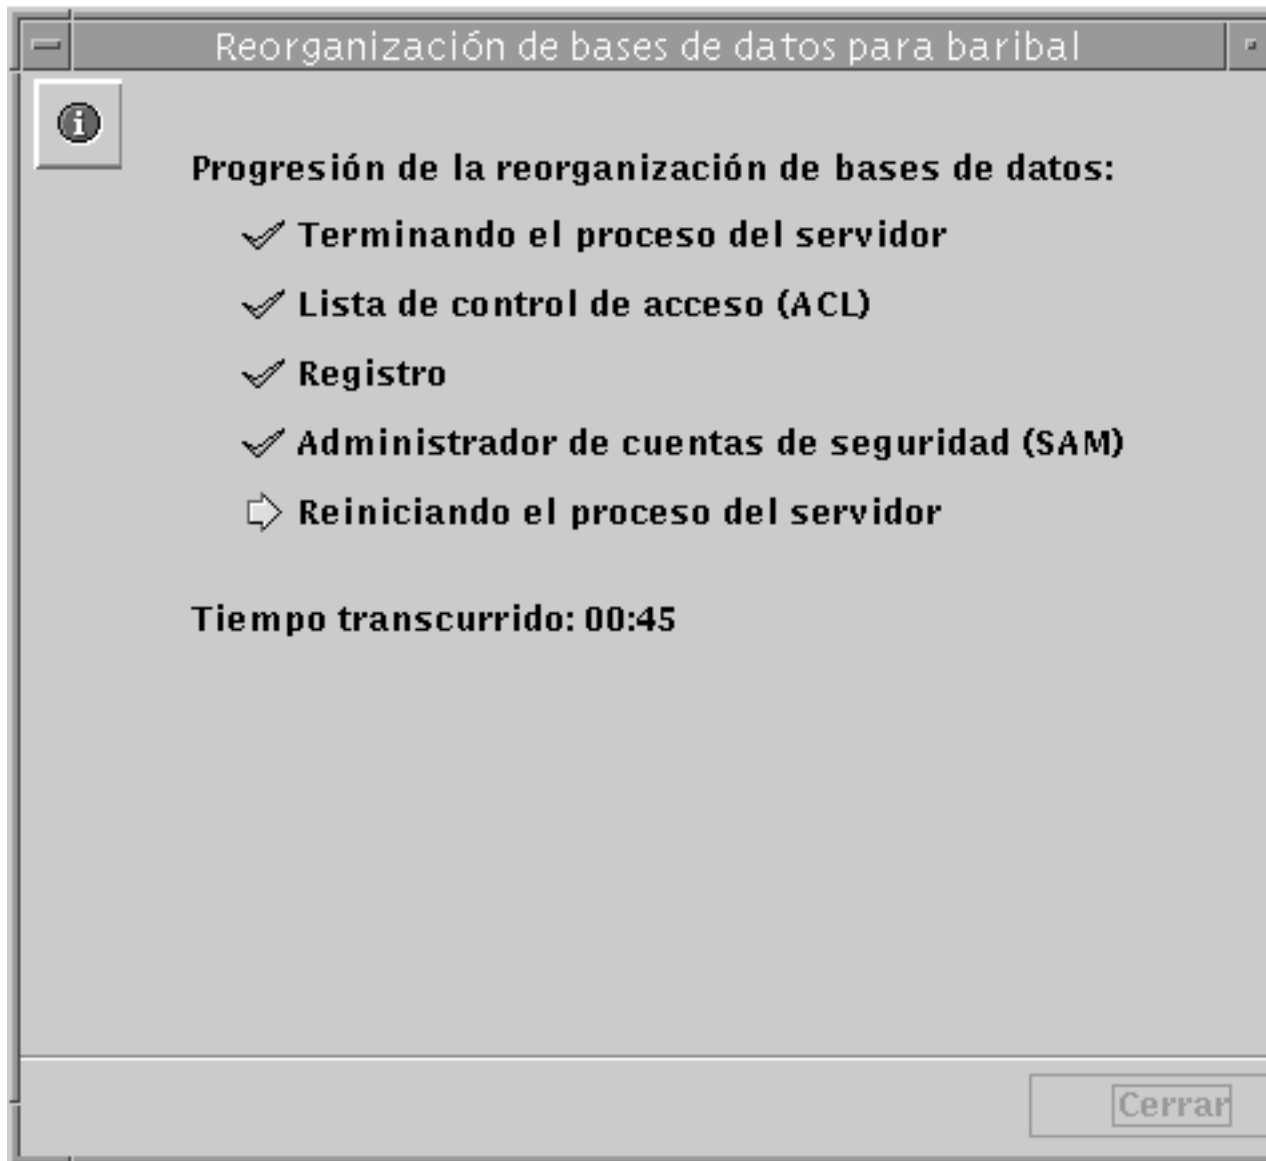 Reorganización de bases de datos para baribal
Progresión de la reorganización de bases de datos:
Terminando el proceso del servidor
Lista de control de acceso (ACL)
Registro
Administrador de cuentas de seguridad (SAM)
Reiniciando el proceso del servidor
Tiempo transcurrido: 00:45
Cerrar